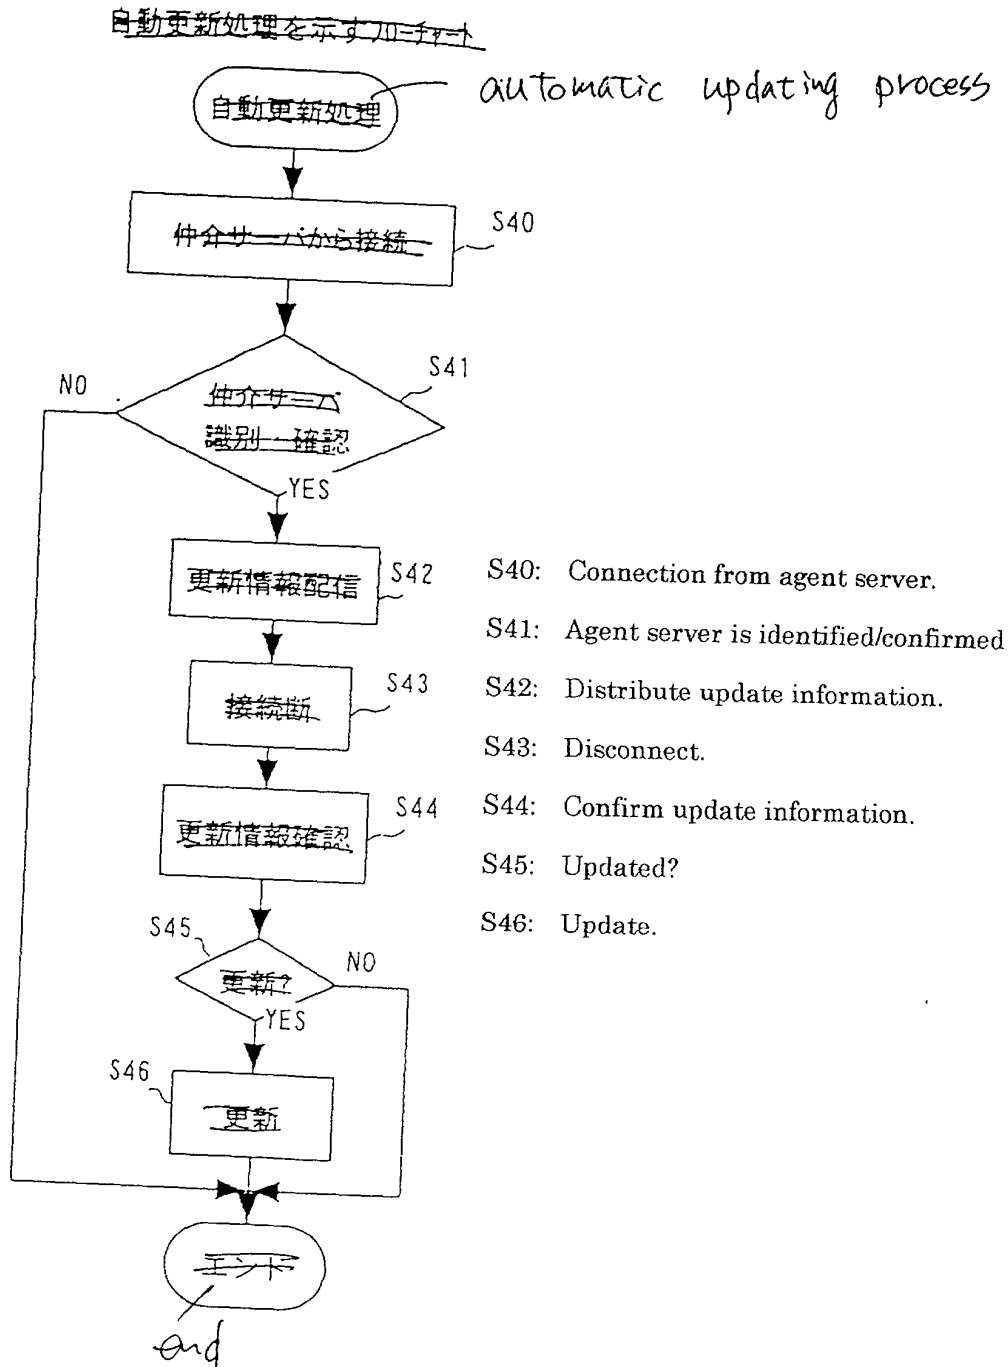 自動更新処理を示すフローチャート
自動更新処理
automatic updating process
仲介サーバから接続
S40
S41
NO
仲介サーバ
識別・確認
YES
更新情報配信
S42
接続断
S43
更新情報確認
S44
S45
更新?
NO
YES
S46
更新
エンド
end
S40: Connection from agent server.
S41: Agent server is identified/confirmed
S42: Distribute update information.
S43: Disconnect.
S44: Confirm update information.
S45: Updated?
S46: Update.